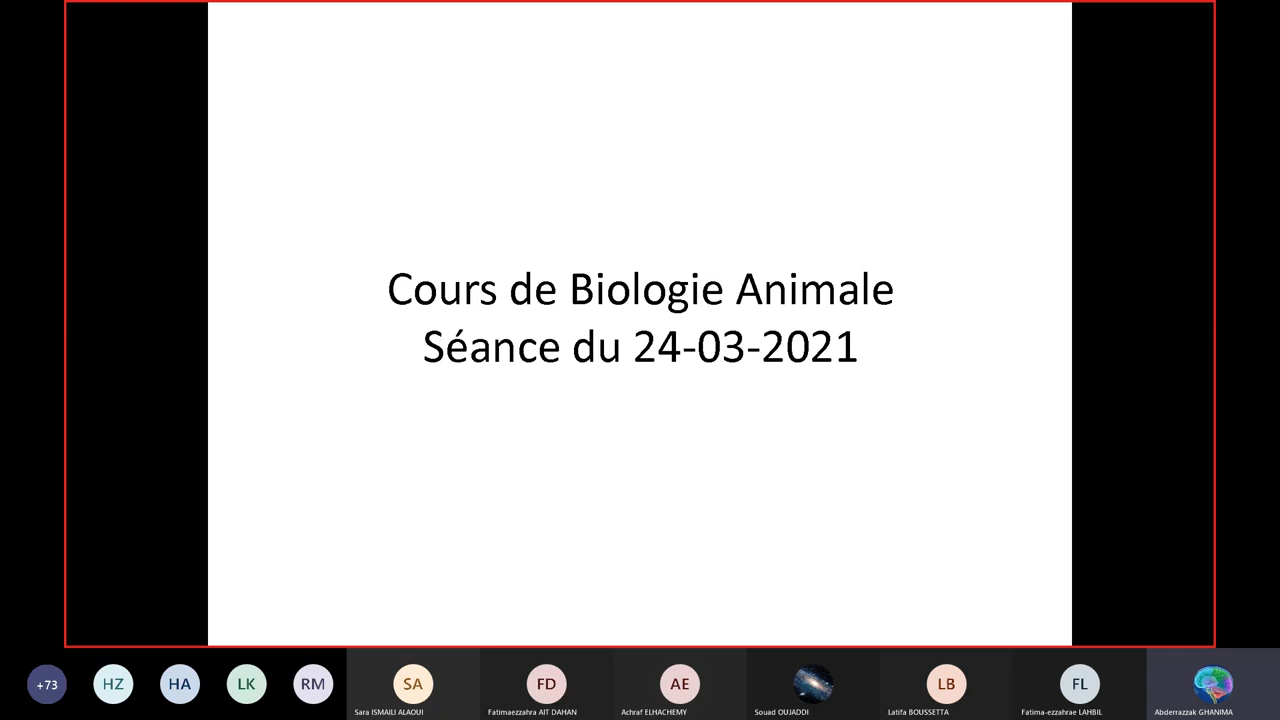 Cours de Biologie Animale
Séance du 24-03-2021
+73
HZ
HA
LK
RM
SA
FD
AE
LB
FL
Sara ISMAILI ALAOUI
Fatimaezzahra AIT DAHAN
Achraf ELHACHEMY
Souad OUJADDI
Latifa BOUSSETTA
Fatima-ezzahrae LAHBIL
Abderrazzak GHANIMA